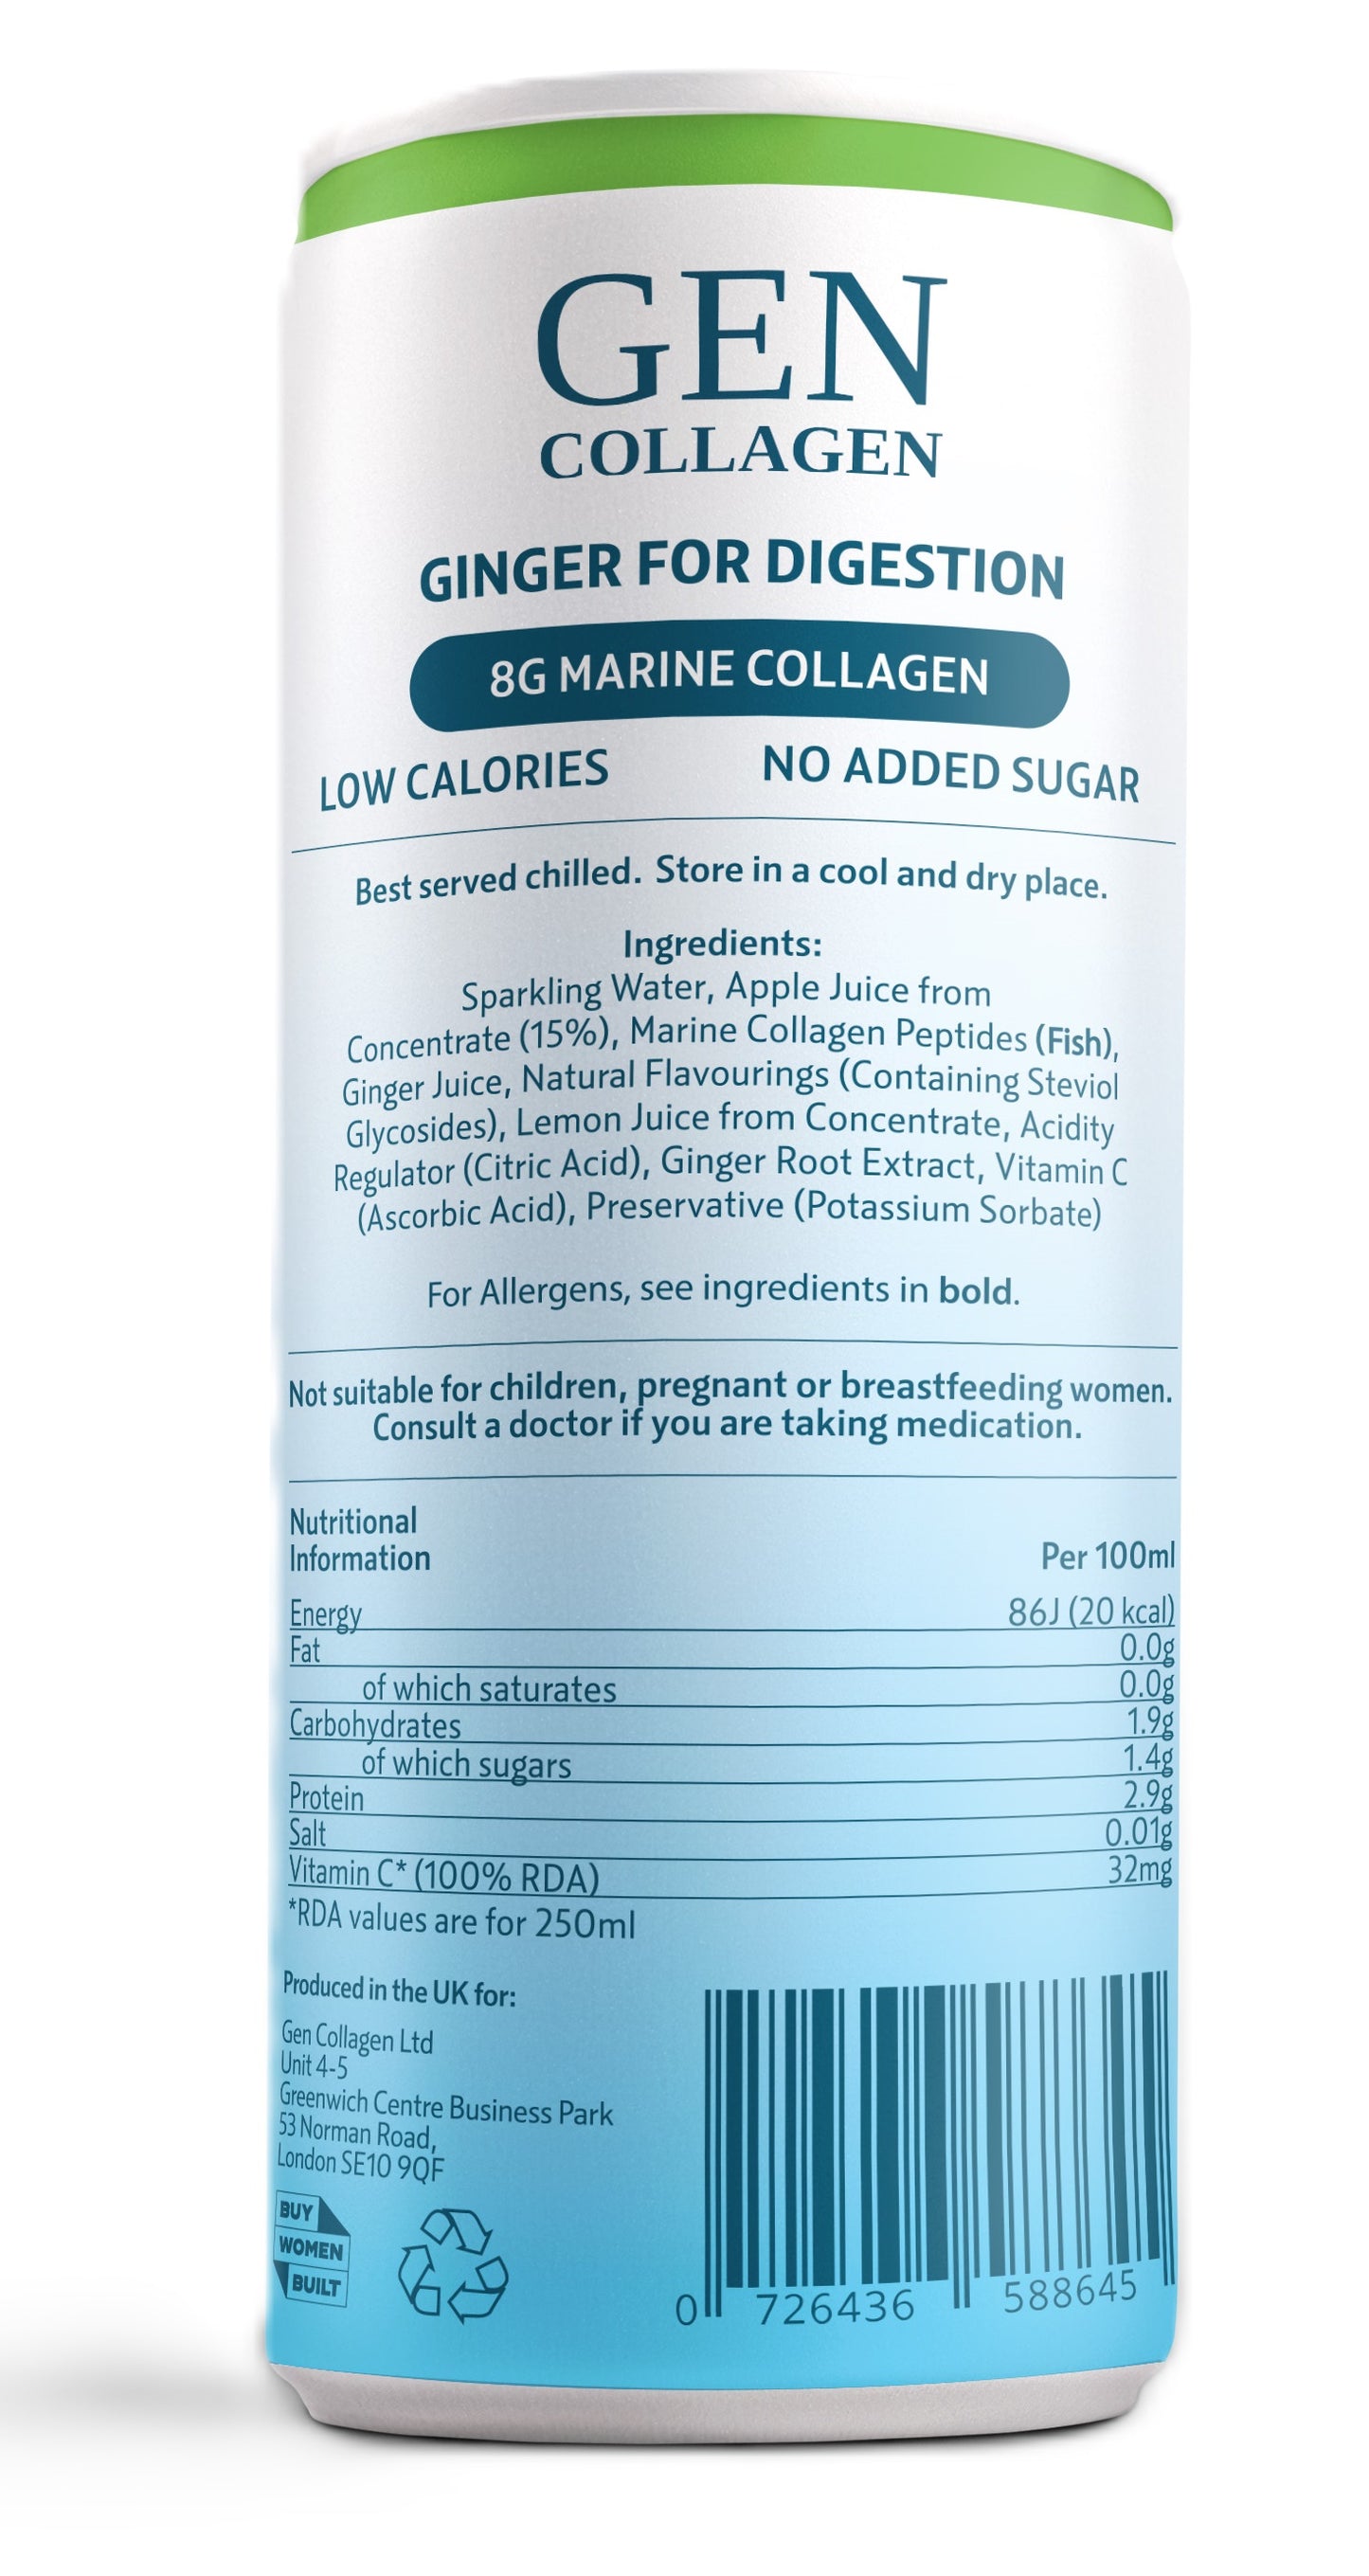 GEN
COLLAGEN
GINGER FOR DIGESTION
8G MARINE COLLAGEN
LOW CALORIES NO ADDED SUGAR
Best served chilled. Store in a cool and dry place.
Ingredients:
Sparkling Water, Apple Juice from
Concentrate (15%), Marine Collagen Peptides (Fish),
Ginger Juice, Natural Flavourings (Containing Steviol
Glycosides), Lemon Juice from Concentrate, Acidity
Regulator (Citric Acid), Ginger Root Extract, Vitamin C
(Ascorbic Acid), Preservative (Potassium Sorbate)
For Allergens, see ingredients in bold.
Not suitable for children, pregnant or breastfeeding women.
Consult a doctor if you are taking medication.
Nutritional
Information Per 100ml
Energy 86J (20 kcal)
Fat 0.0g
of which saturates 0.0g
Carbohydrates 1.9g
of which sugars 1.4g
Protein 2.9g
Salt 0.01g
Vitamin C* (100% RDA) 32mg
*RDA values are for 250ml
Produced in the UK for:
Gen Collagen Ltd
Unit 4-5
Greenwich Centre Business Park
53 Norman Road,
London SE10 9QF
BUY
WOMEN
BUILT
0 726436 588645